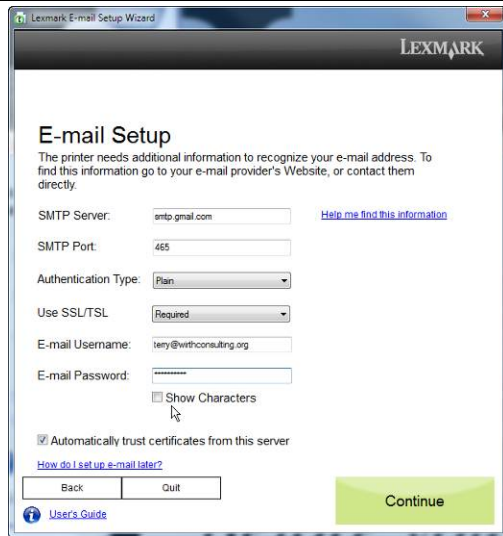 Lexmark E-mail Setup Wizard
LEXMARK
E-mail Setup
The printer needs additional information to recognize your e-mail address. To
find this information go to your e-mail provider's Website, or contact them
directly.
SMTP Server: smtp.gmail.com Help me find this information
SMTP Port: 465
Authentication Type: Plain
Use SSL/TSL Required
E-mail Username: terry@wirthconsulting.org
E-mail Password: **********
Show Characters
Automatically trust certificates from this server
How do I set up e-mail later?
Back Quit Continue
User's Guide